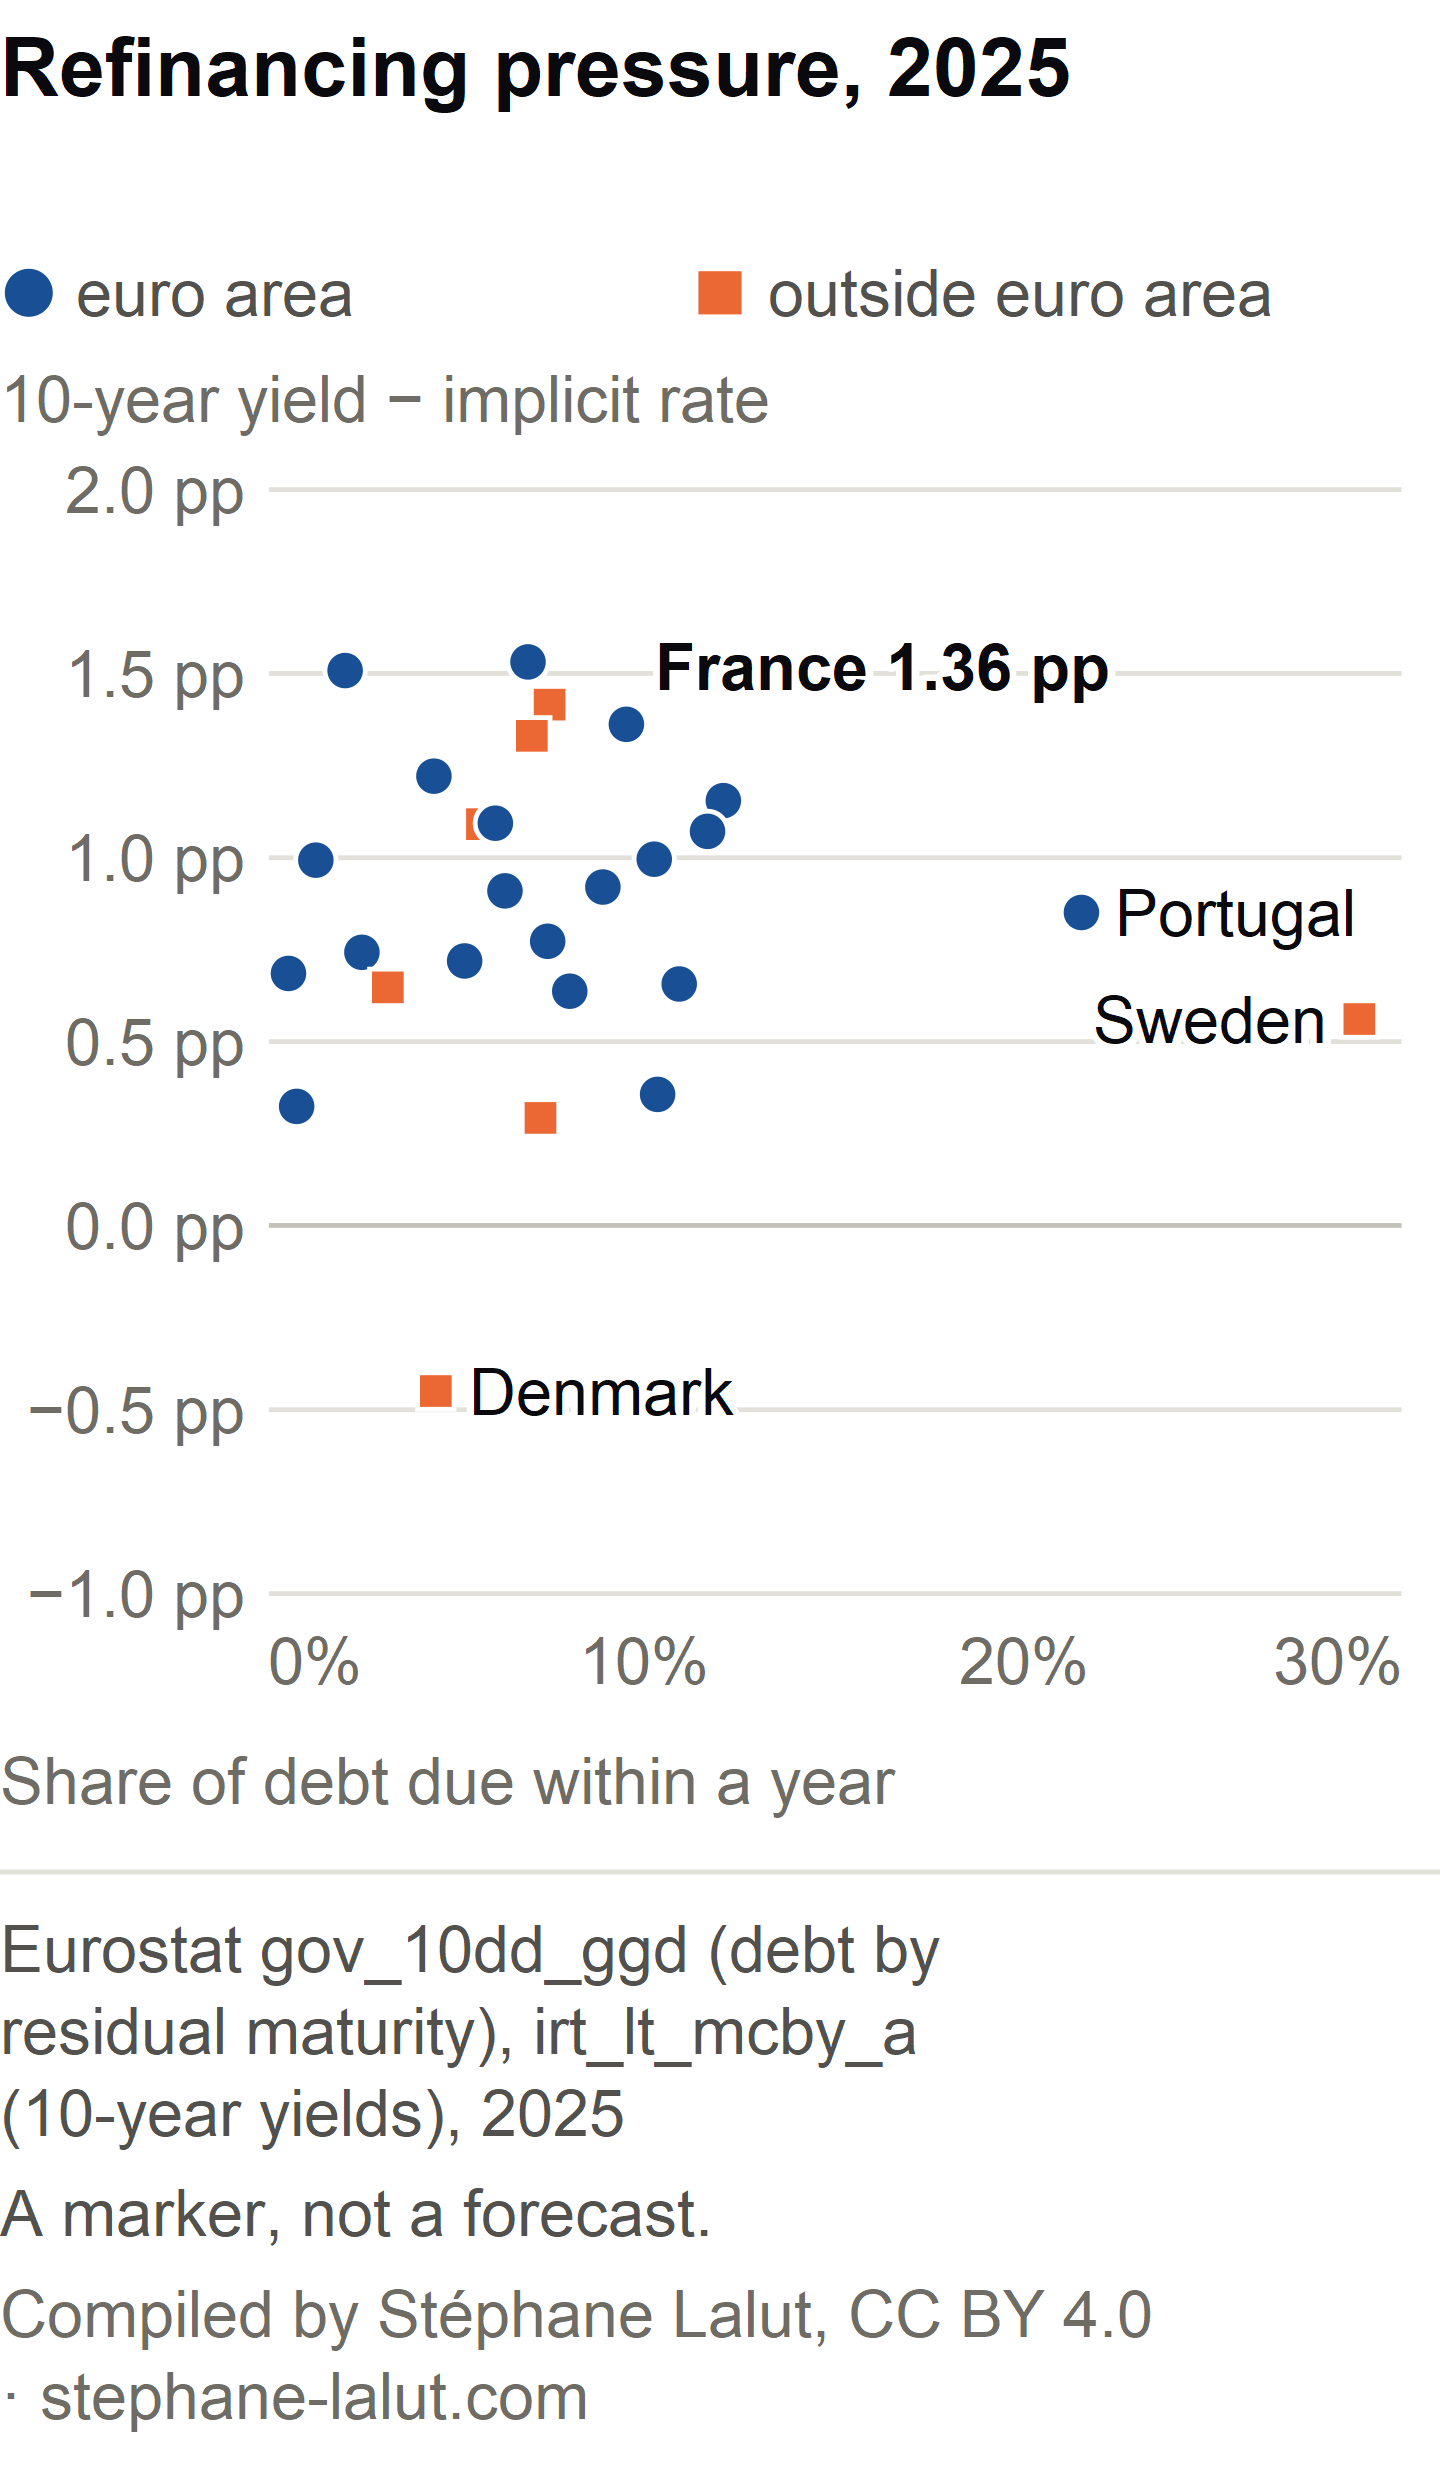 Refinancing pressure, 2025
euro area
outside euro area
10-year yield − implicit rate
2.0 pp
1.5 pp
France 1.36 pp
1.0 pp
Portugal
Sweden
0.5 pp
0.0 pp
Denmark
−0.5 pp
−1.0 pp
0% 10% 20% 30%
Share of debt due within a year
Eurostat gov_10dd_ggd (debt by
residual maturity), irt_lt_mcby_a
(10-year yields), 2025
A marker, not a forecast.
Compiled by Stéphane Lalut, CC BY 4.0
· stephane-lalut.com